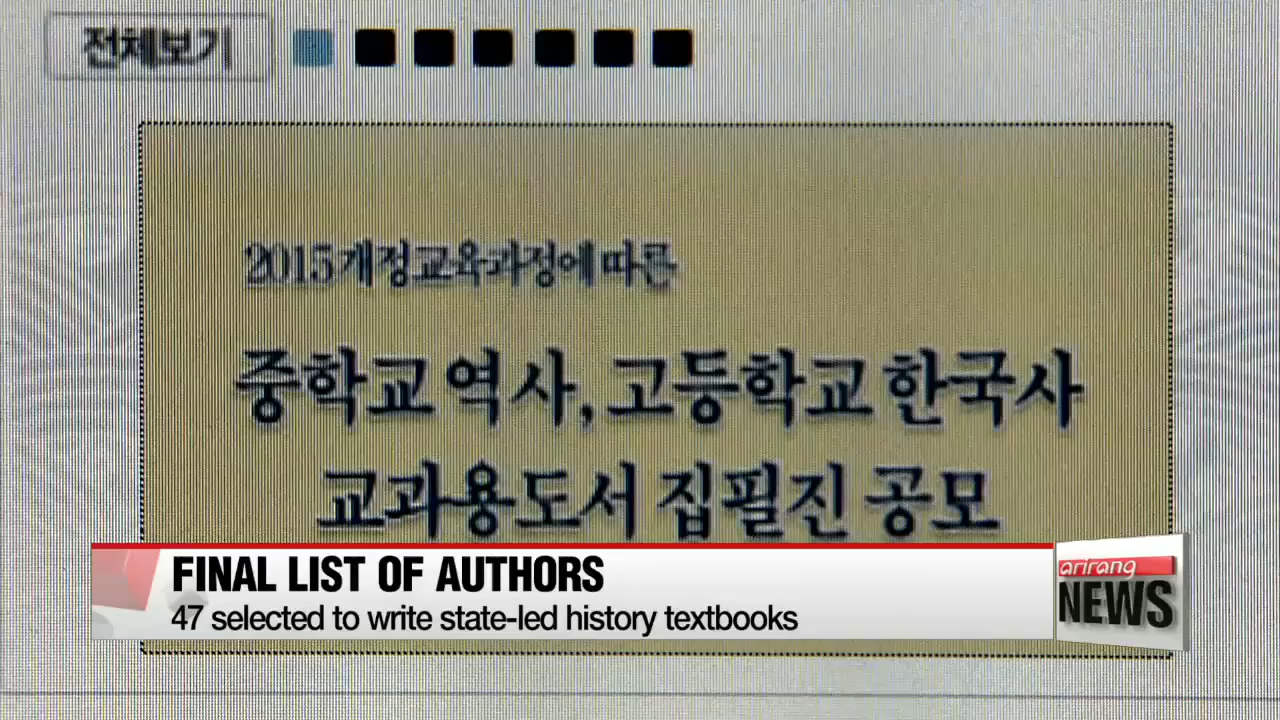 전체보기
2015 개정교육과정에 따른
중학교 역사, 고등학교 한국사
교과용도서 집필진 공모
FINAL LIST OF AUTHORS
47 selected to write state-led history textbooks
arirang
NEWS